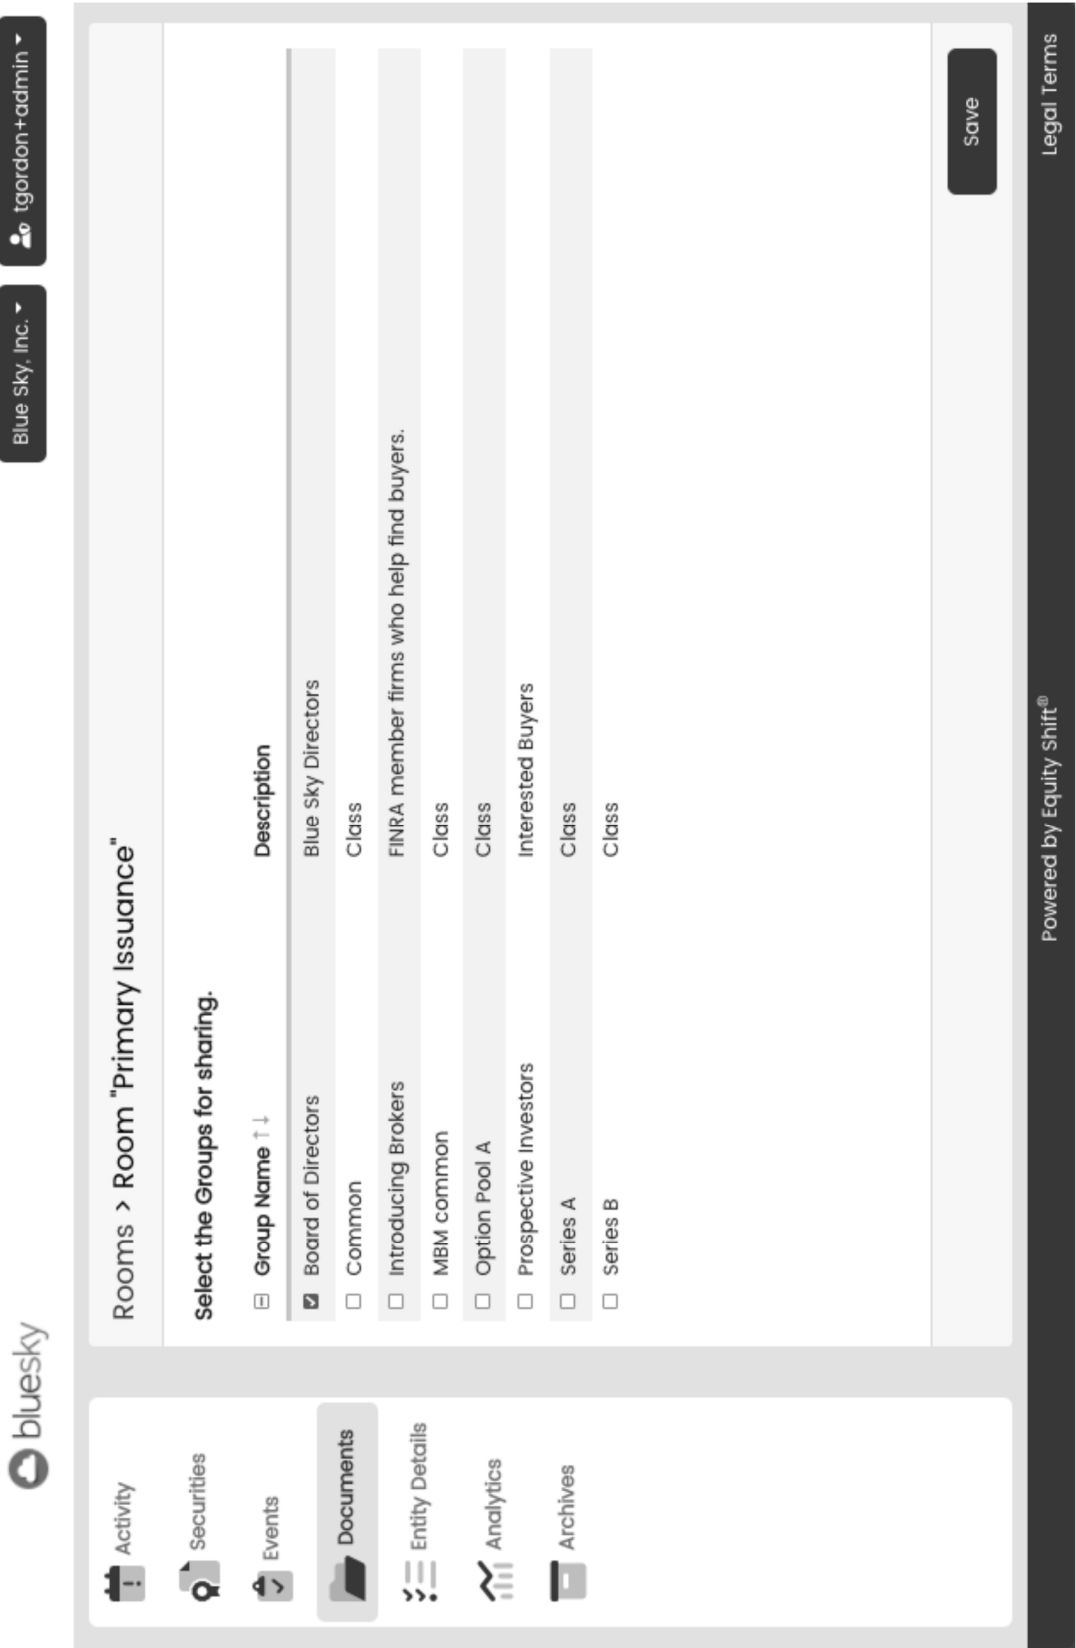 bluesky
Blue Sky, Inc.
tgordon+admin
Activity
Securities
Events
Documents
Entity Details
Analytics
Archives
Rooms > Room "Primary Issuance"
Select the Groups for sharing.
Group Name ↑↓ Description
Board of Directors Blue Sky Directors
Common Class
Introducing Brokers FINRA member firms who help find buyers.
MBM common Class
Option Pool A Class
Prospective Investors Interested Buyers
Series A Class
Series B Class
Save
Powered by Equity Shift®
Legal Terms